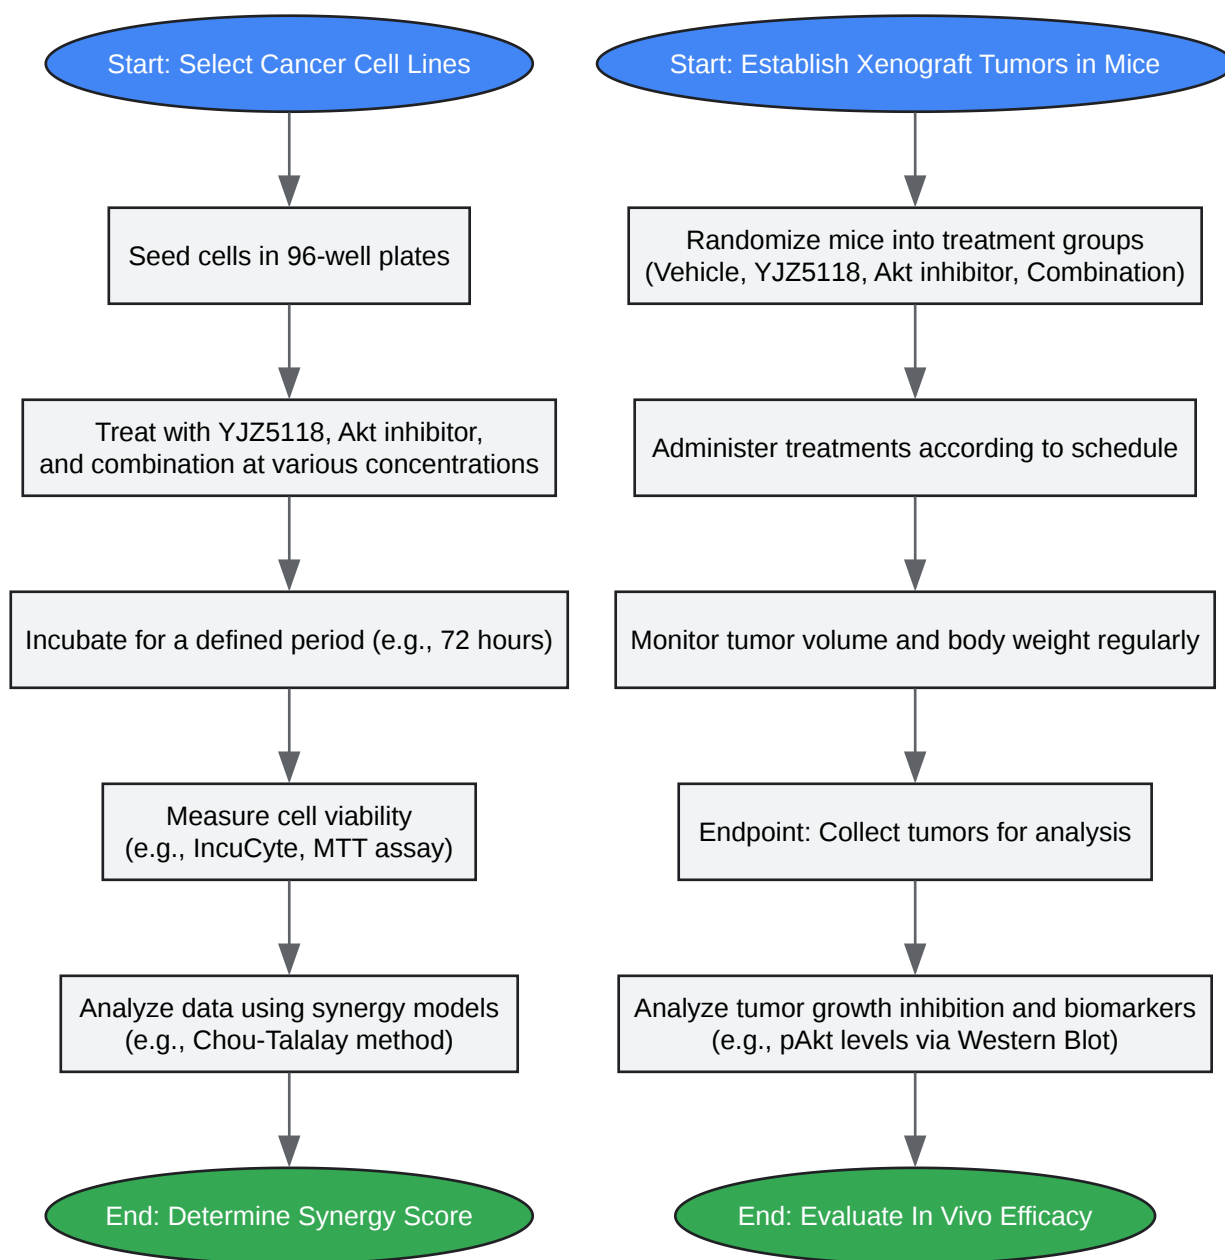 Start: Select Cancer Cell Lines
Seed cells in 96-well plates
Treat with YJZ5118, Akt inhibitor,
and combination at various concentrations
Incubate for a defined period (e.g., 72 hours)
Measure cell viability
(e.g., IncuCyte, MTT assay)
Analyze data using synergy models
(e.g., Chou-Talalay method)
End: Determine Synergy Score
Start: Establish Xenograft Tumors in Mice
Randomize mice into treatment groups
(Vehicle, YJZ5118, Akt inhibitor, Combination)
Administer treatments according to schedule
Monitor tumor volume and body weight regularly
Endpoint: Collect tumors for analysis
Analyze tumor growth inhibition and biomarkers
(e.g., pAkt levels via Western Blot)
End: Evaluate In Vivo Efficacy